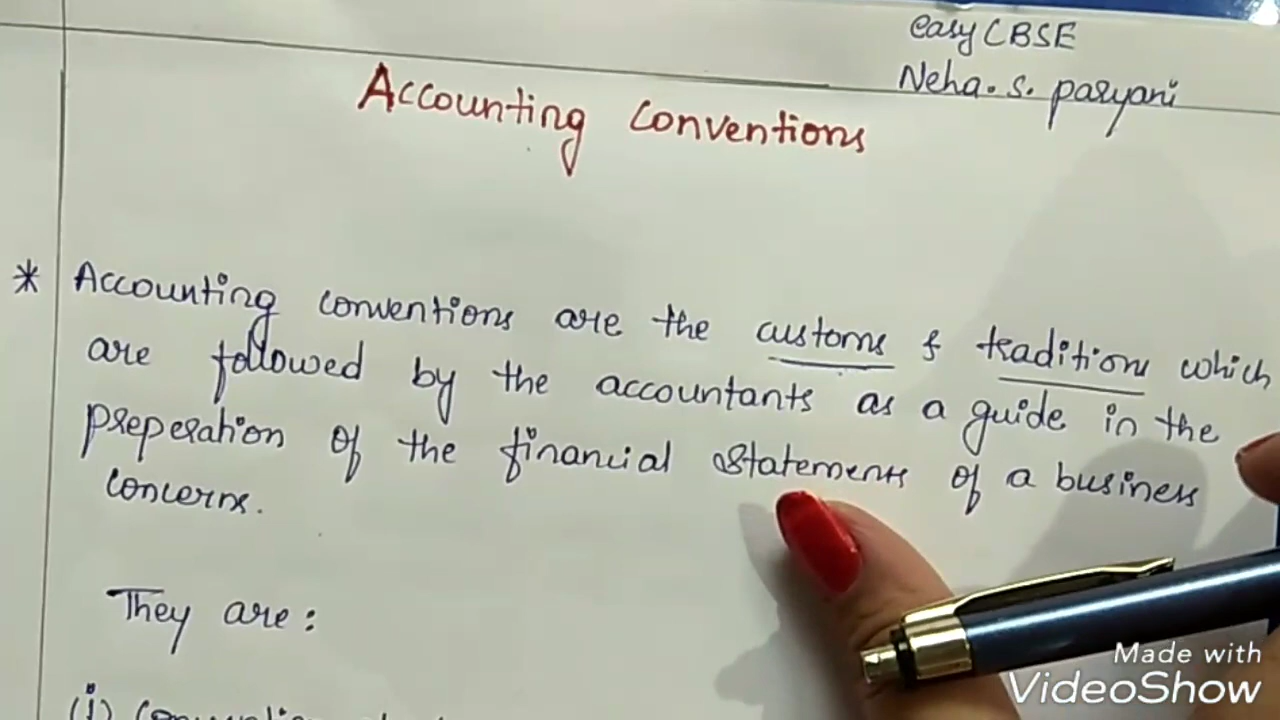 easy CBSE
Neha. S. paryani
Accounting conventions
* Accounting conventions are the customs & traditions which
are followed by the accountants as a guide in the
preperation of the financial statements of a business
concerns.
They are:
(i)
Made with
VideoShow